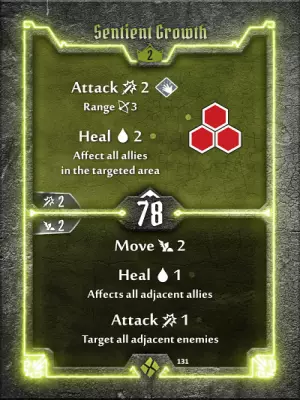 Sentient Growth
2
Attack 2
Range 3
Heal 2
Affect all allies
in the targeted area
2
78
2
Move 2
Heal 1
Affects all adjacent allies
Attack 1
Target all adjacent enemies
131